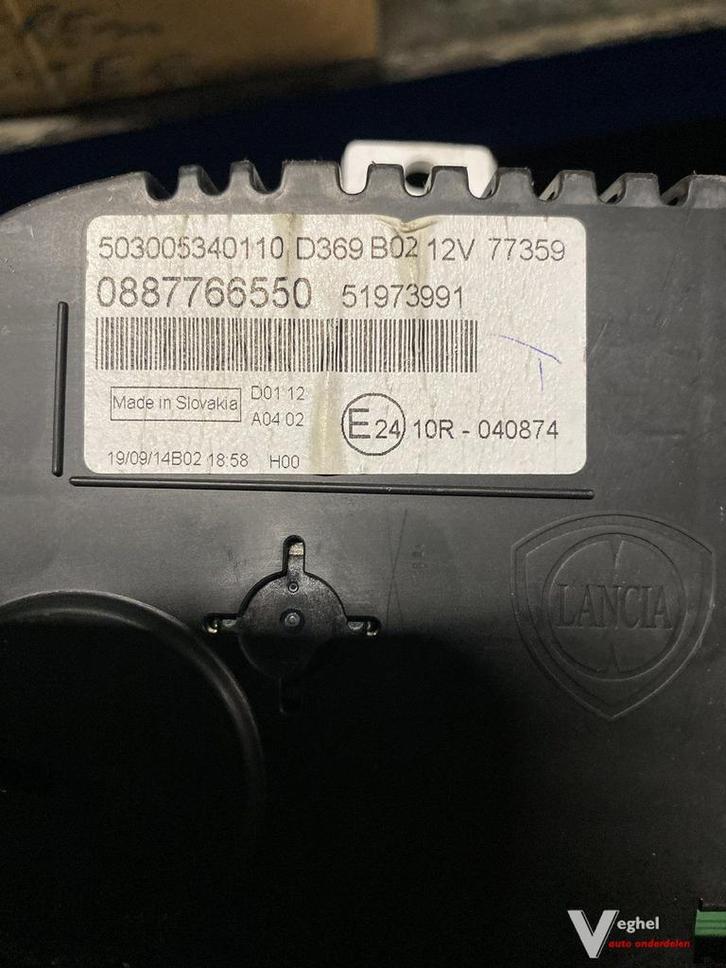 503005340110 D369 B02 12V 77359
0887766550 51973991
Made in Slovakia D01 12
A04 02
E 24 10R - 040874
19/09/14B02 18:58 H00
LANCIA
Veghel
auto onderdelen